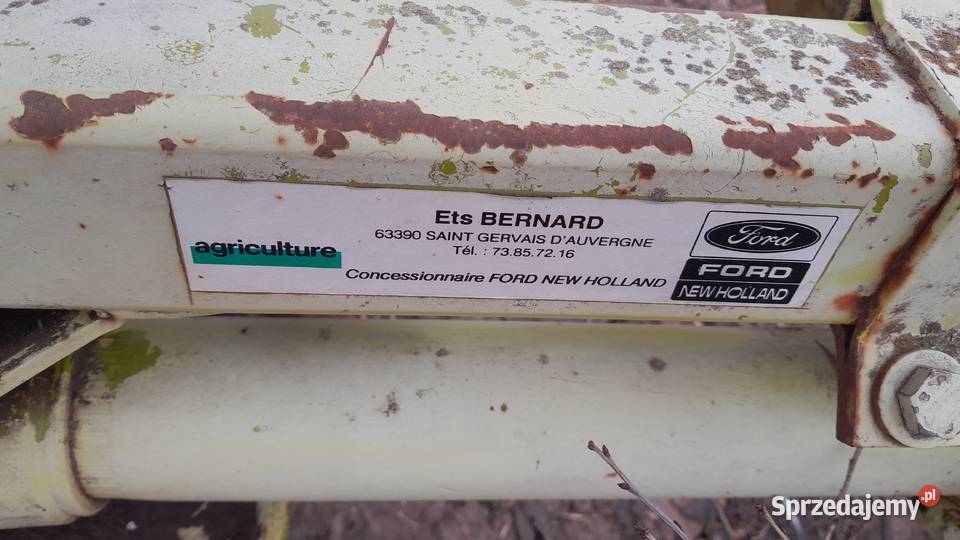 Ets BERNARD
63390 SAINT GERVAIS D'AUVERGNE
Tél. : 73.85.72.16
agriculture
Concessionnaire FORD NEW HOLLAND
Ford
FORD
NEW HOLLAND
Sprzedajemy.pl